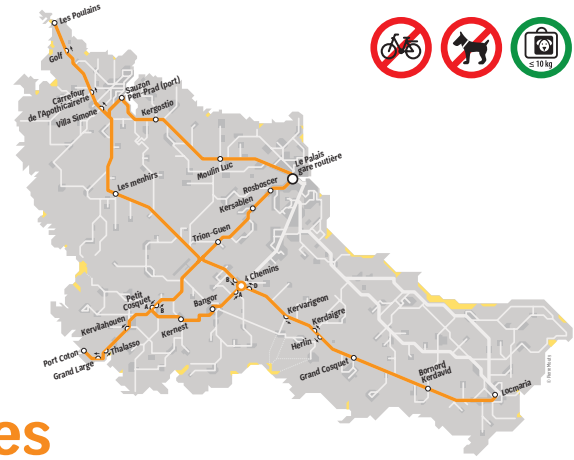 Les Poulains
Golf
Carrefour
de l'Apothicairerie
Villa Simone
Sauzon
Pen-Prad (port)
Kergostio
Moulin Luc
Le Palais
gare routière
Les menhirs
Rosboscer
Kersablen
Trion-Guen
B
4 Chemins
D
A
Petit
Cosquet
A
B
Bangor
Kervilahouen
Kernest
Kervarigeon
Kerdaigre
Herlin
Port Coton
Grand Large
Thalasso
Grand Cosquet
Bornord
Kerdavid
Locmaria
≤ 10 kg
es